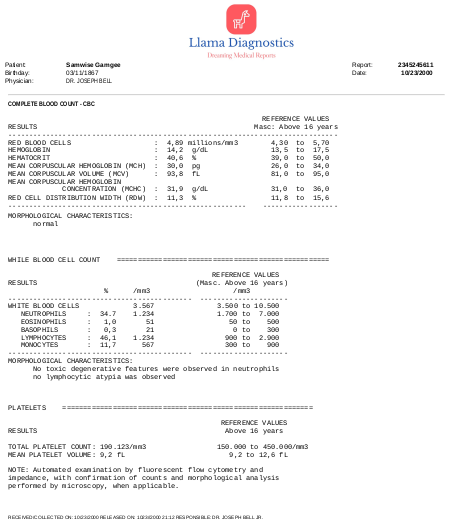 Llama Diagnostics
Dreaming Medical Reports
Patient: Samwise Gamgee Report: 2345245611
Birthday: 03/11/1867 Date: 10/23/2000
Physician: DR. JOSEPH BELL
COMPLETE BLOOD COUNT - CBC
REFERENCE VALUES
RESULTS Masc: Above 16 years
RED BLOOD CELLS : 4,89 millions/mm3 4,30 to 5,70
HEMOGLOBIN : 14,2 g/dL 13,5 to 17,5
HEMATOCRIT : 40,6 % 39,0 to 50,0
MEAN CORPUSCULAR HEMOGLOBIN (MCH) : 30,0 pg 26,0 to 34,0
MEAN CORPUSCULAR VOLUME (MCV) : 93,8 fL 81,0 to 95,0
MEAN CORPUSCULAR HEMOGLOBIN
CONCENTRATION (MCHC) : 31,9 g/dL 31,0 to 36,0
RED CELL DISTRIBUTION WIDTH (RDW) : 11,3 % 11,8 to 15,6
MORPHOLOGICAL CHARACTERISTICS:
normal
WHILE BLOOD CELL COUNT ====================================================
REFERENCE VALUES
RESULTS (Masc. Above 16 years)
% /mm3 /mm3
WHITE BLOOD CELLS 3.567 3.500 to 10.500
NEUTROPHILS : 34.7 1.234 1.700 to 7.000
EOSINOPHILS : 1,0 51 50 to 500
BASOPHILS : 0,3 21 0 to 300
LYMPHOCYTES : 46,1 1.234 900 to 2.900
MONOCYTES : 11,7 567 300 to 900
MORPHOLOGICAL CHARACTERISTICS:
No toxic degenerative features were observed in neutrophils
no lymphocytic atypia was observed
PLATELETS ==============================================================
REFERENCE VALUES
RESULTS Above 16 years
TOTAL PLATELET COUNT: 190.123/mm3 150.000 to 450.000/mm3
MEAN PLATELET VOLUME: 9,2 fL 9,2 to 12,6 fL
NOTE: Automated examination by fluorescent flow cytometry and
impedance, with confirmation of counts and morphological analysis
performed by microscopy, when applicable.
RECEIVED/COLLECTED ON: 10/23/2000 RELEASED ON: 10/23/2000 21:12 RESPONSIBLE: DR. JOSEPH BELL JR.